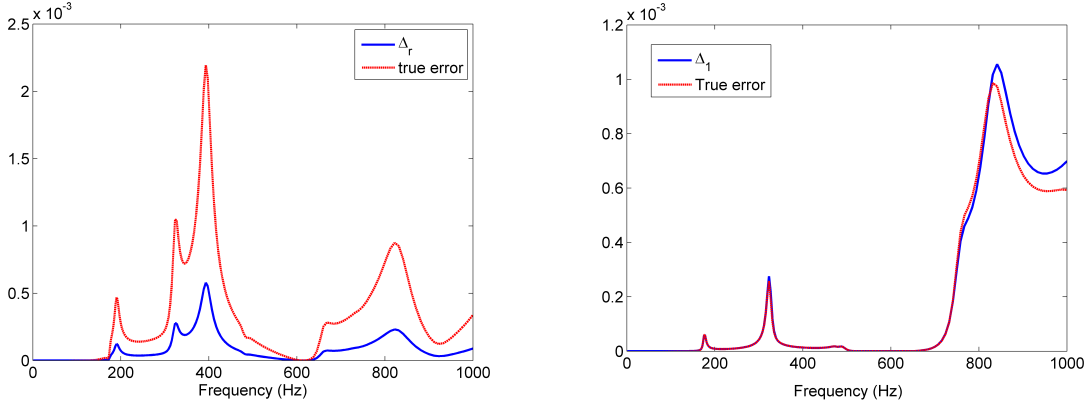 x 10⁻³
2.5
2
1.5
1
0.5
0
0 200 400 600 800 1000
Frequency (Hz)
Δr
true error
x 10⁻³
1.2
1
0.8
0.6
0.4
0.2
0
0 200 400 600 800 1000
Frequency (Hz)
Δ1
True error